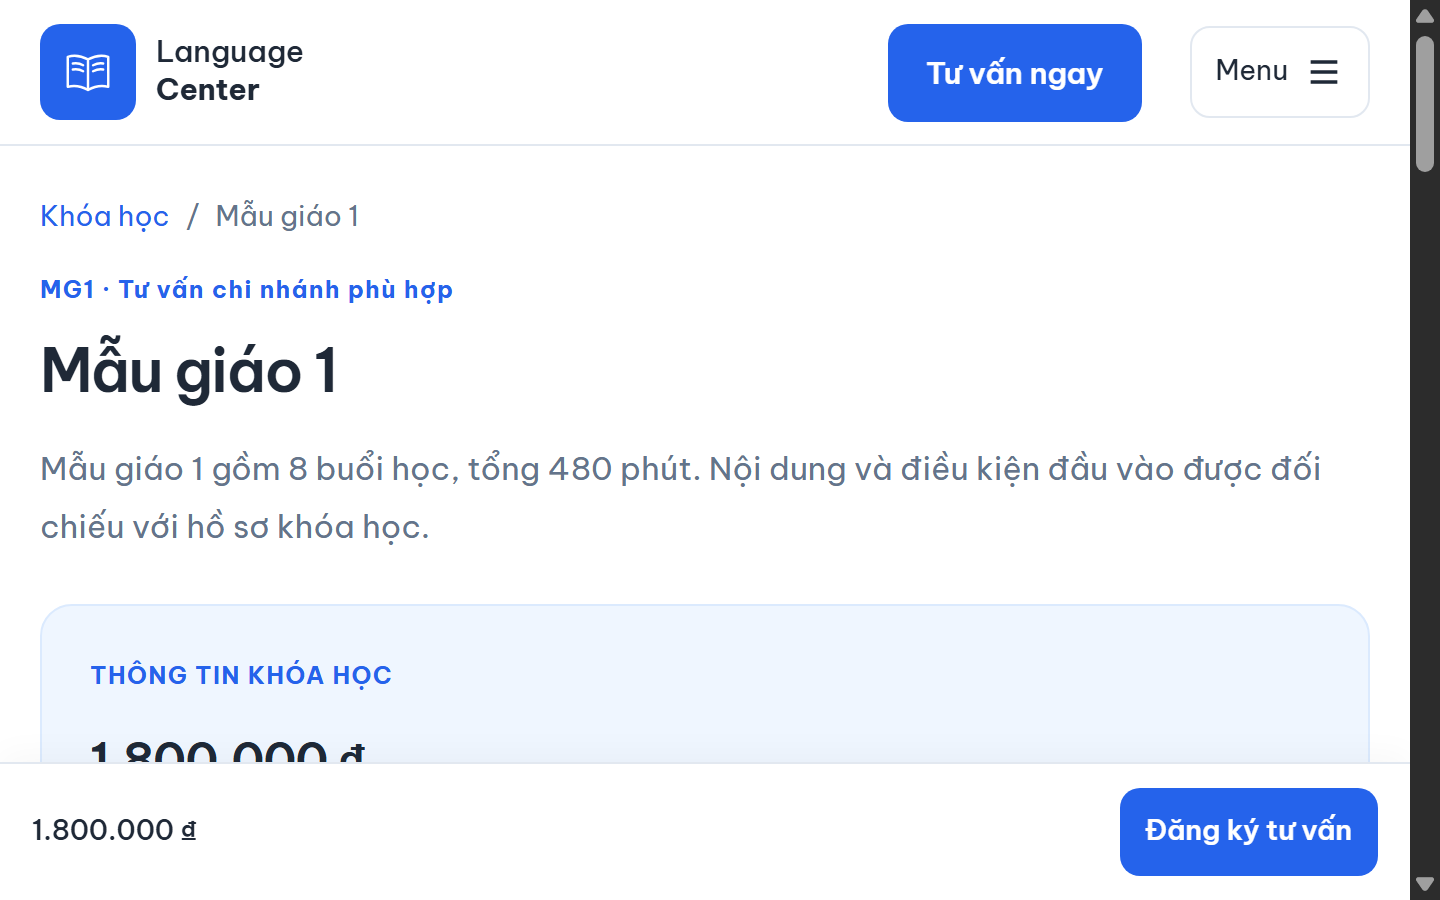 Language
Center
Tư vấn ngay
Menu
Khóa học / Mẫu giáo 1
MG1 · Tư vấn chi nhánh phù hợp
Mẫu giáo 1
Mẫu giáo 1 gồm 8 buổi học, tổng 480 phút. Nội dung và điều kiện đầu vào được đối
chiếu với hồ sơ khóa học.
THÔNG TIN KHÓA HỌC
1.800.000 đ
1.800.000 ₫
Đăng ký tư vấn